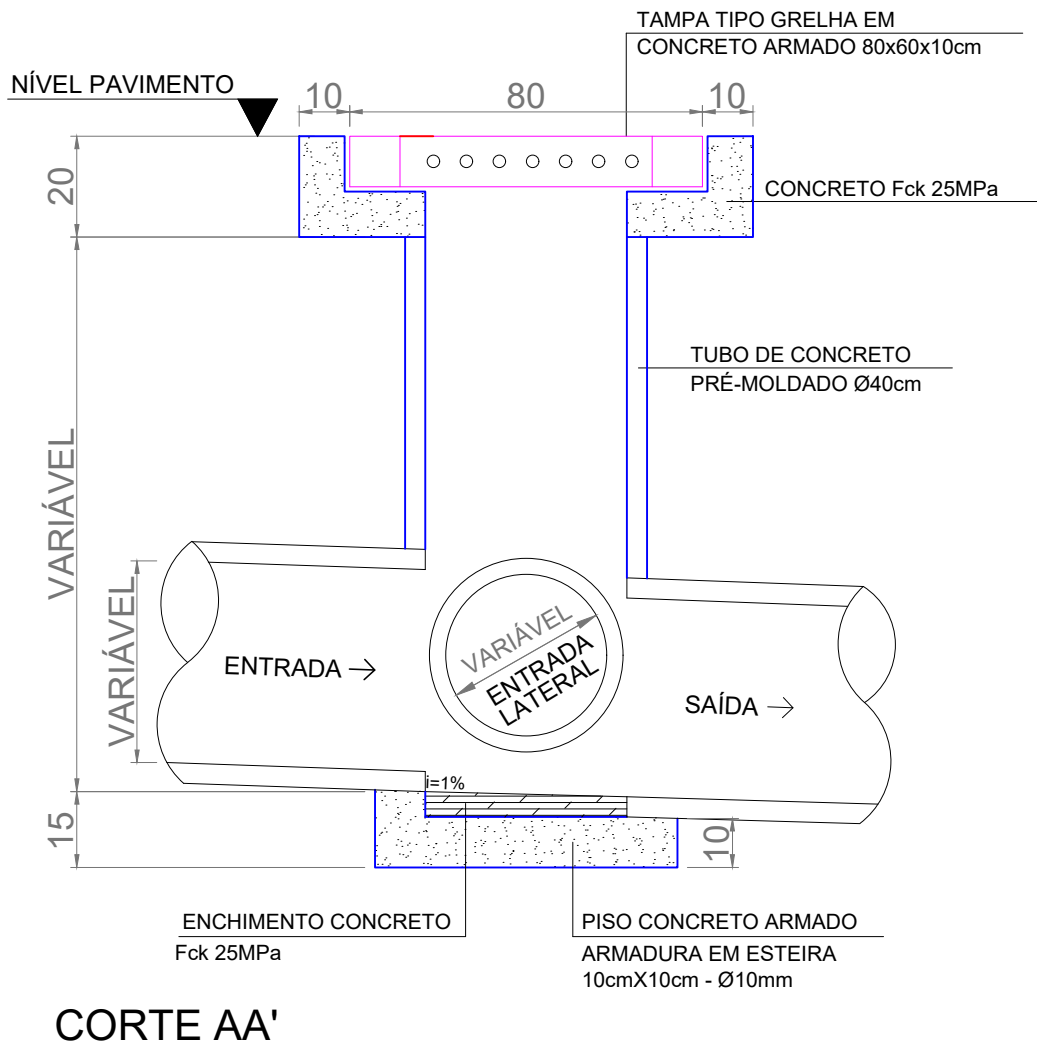 TAMPA TIPO GRELHA EM
CONCRETO ARMADO 80x60x10cm
NÍVEL PAVIMENTO
10
80
10
20
CONCRETO Fck 25MPa
TUBO DE CONCRETO
PRÉ-MOLDADO Ø40cm
VARIÁVEL
VARIÁVEL
ENTRADA
VARIÁVEL
ENTRADA
LATERAL
SAÍDA
i=1%
15
10
ENCHIMENTO CONCRETO
Fck 25MPa
PISO CONCRETO ARMADO
ARMADURA EM ESTEIRA
10cmX10cm - Ø10mm
CORTE AA'